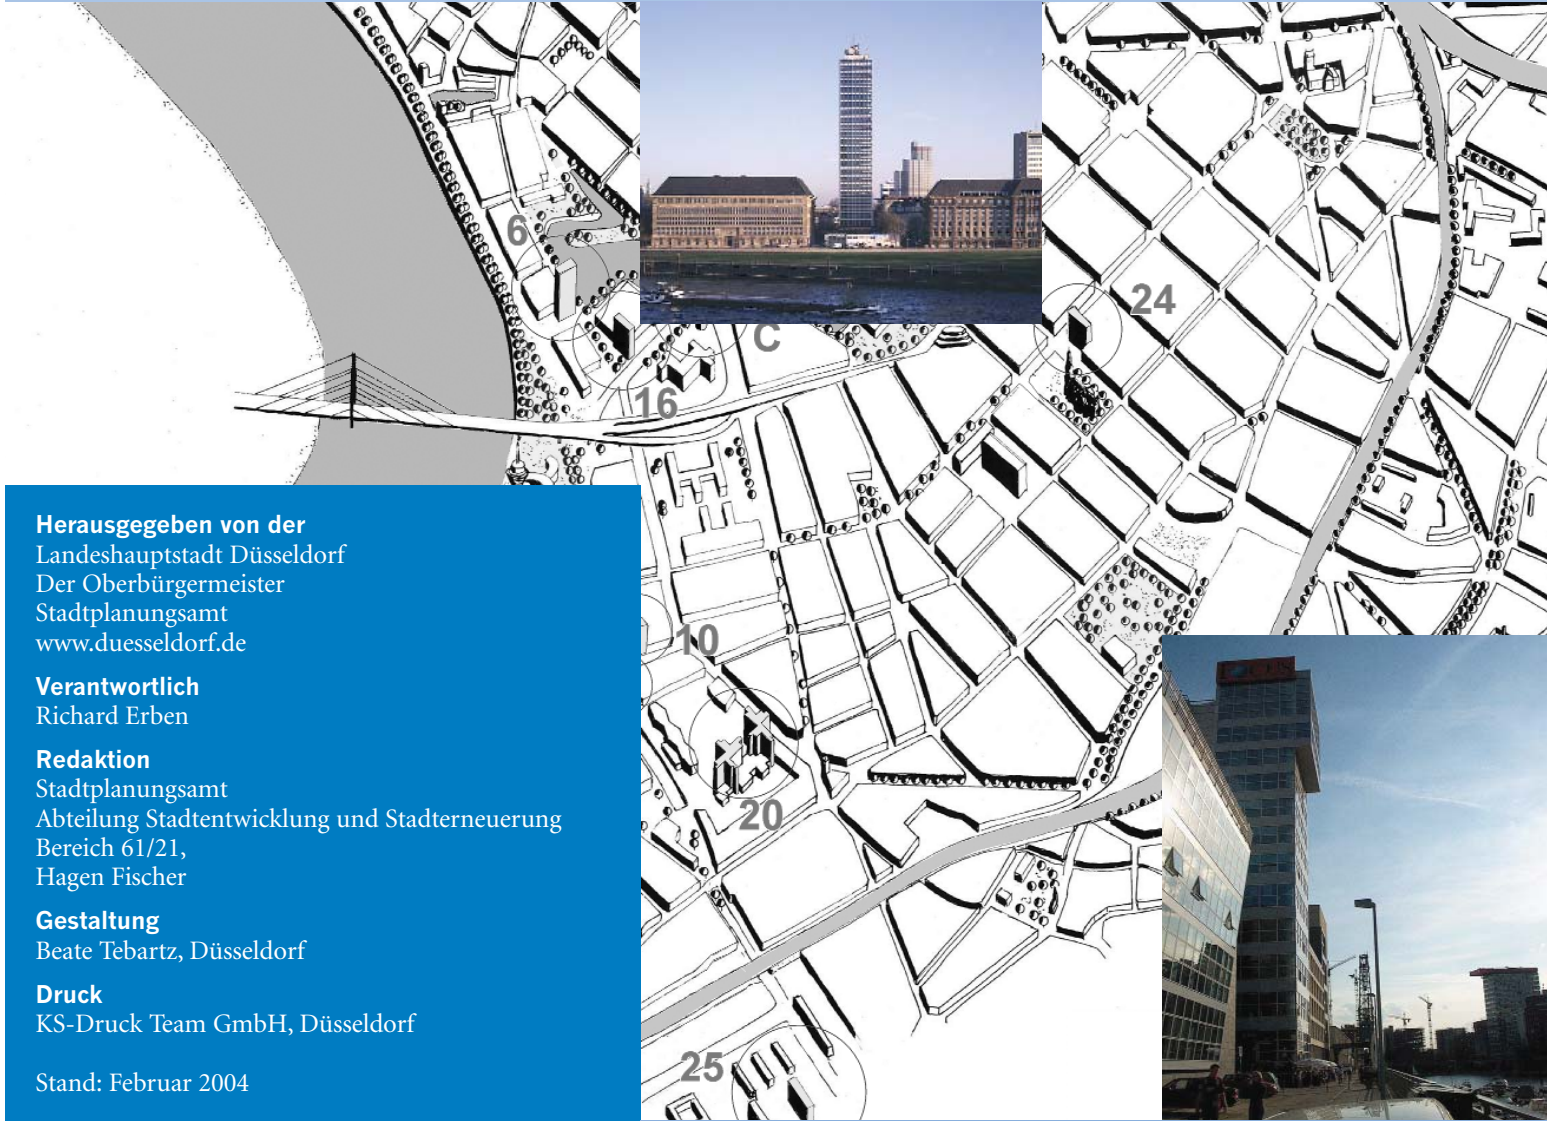 6
C
24
16
10
20
25
FOCUS
Herausgegeben von der
Landeshauptstadt Düsseldorf
Der Oberbürgermeister
Stadtplanungsamt
www.duesseldorf.de
Verantwortlich
Richard Erben
Redaktion
Stadtplanungsamt
Abteilung Stadtentwicklung und Stadterneuerung
Bereich 61/21,
Hagen Fischer
Gestaltung
Beate Tebartz, Düsseldorf
Druck
KS-Druck Team GmbH, Düsseldorf
Stand: Februar 2004